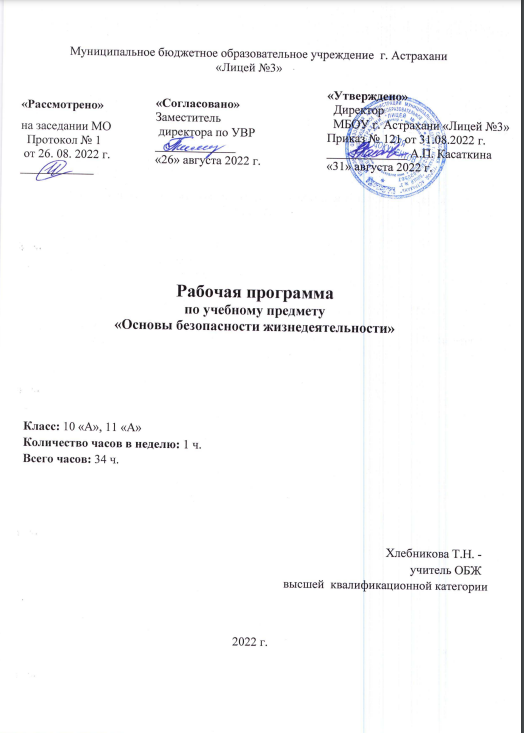 Муниципальное бюджетное образовательное учреждение г. Астрахани
«Лицей №3»
«Рассмотрено»
на заседании МО
Протокол № 1
от 26. 08. 2022 г.
«Согласовано»
Заместитель
директора по УВР
«26» августа 2022 г.
«Утверждено»
Директор
МБОУ г. Астрахани «Лицей №3»
Приказ № 121 от 31.08.2022 г.
А.П. Касаткина
«31» августа 2022 г.
Рабочая программа
по учебному предмету
«Основы безопасности жизнедеятельности»
Класс: 10 «А», 11 «А»
Количество часов в неделю: 1 ч.
Всего часов: 34 ч.
Хлебникова Т.Н. -
учитель ОБЖ
высшей квалификационной категории
2022 г.